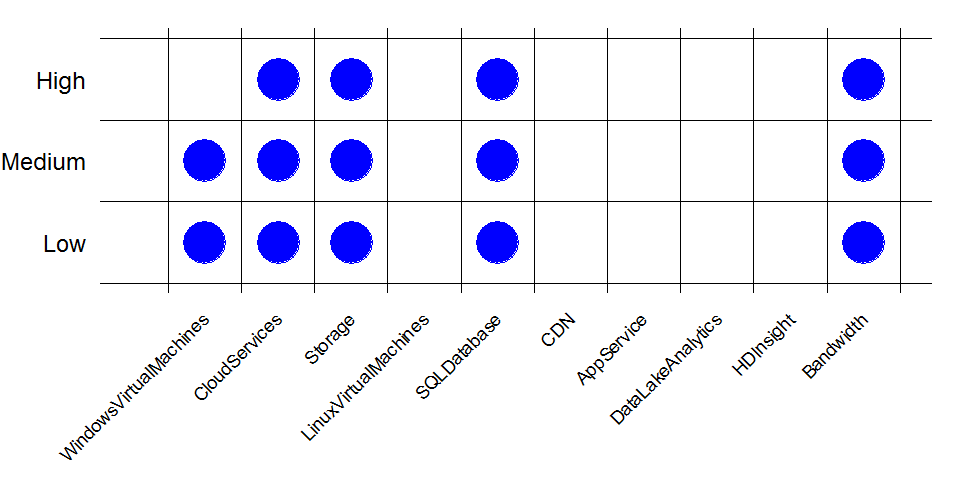 High
Medium
Low
WindowsVirtualMachines
CloudServices
Storage
LinuxVirtualMachines
SQLDatabase
CDN
AppService
DataLakeAnalytics
HDInsight
Bandwidth